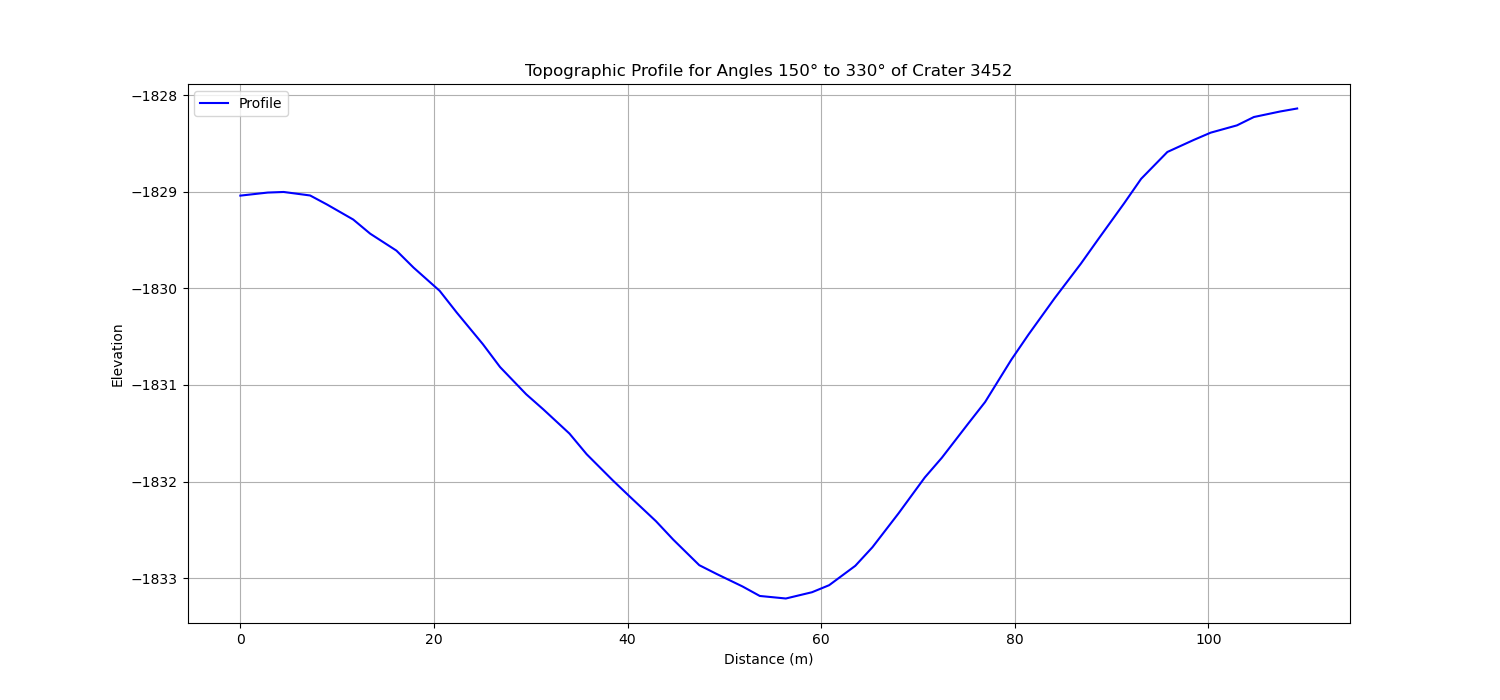 Topographic Profile for Angles 150° to 330° of Crater 3452
Profile
−1828
−1829
−1830
−1831
−1832
−1833
Elevation
0 20 40 60 80 100
Distance (m)